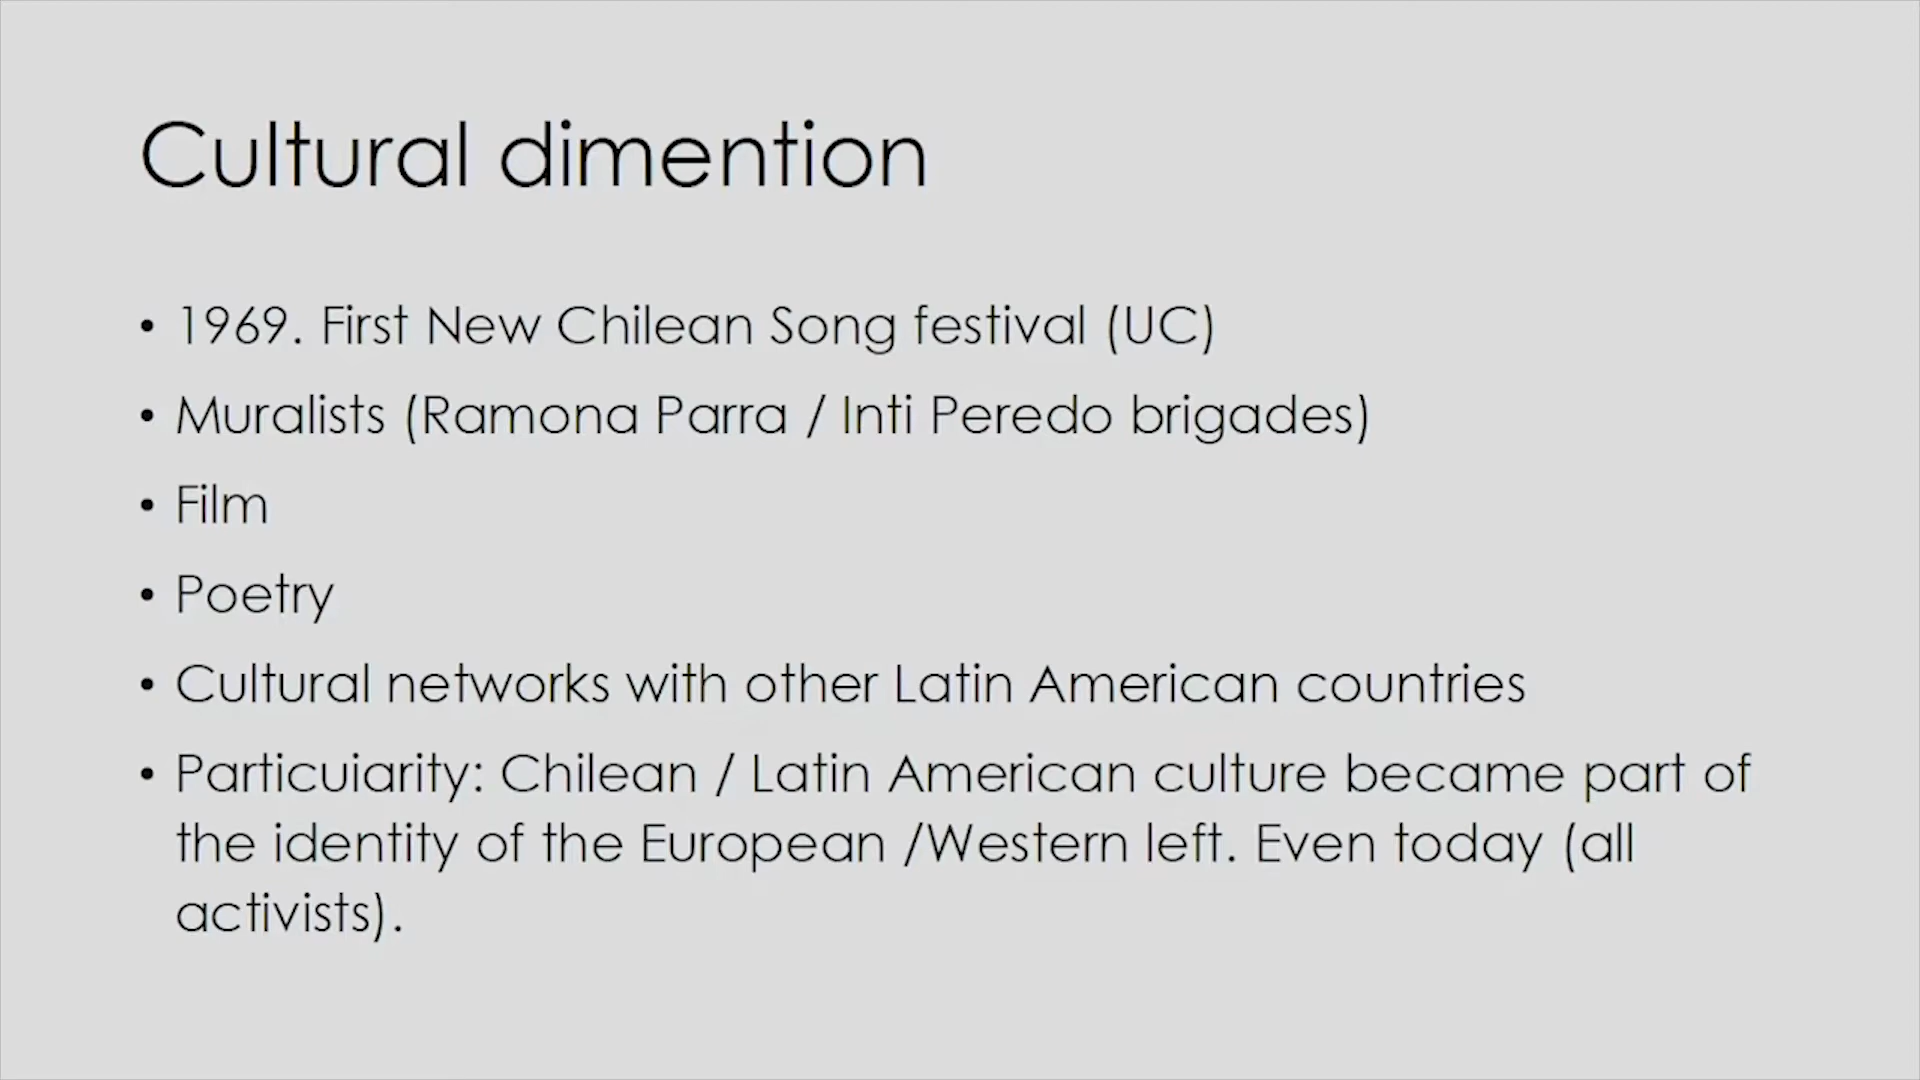 Cultural dimention
• 1969. First New Chilean Song festival (UC)
• Muralists (Ramona Parra / Inti Peredo brigades)
• Film
• Poetry
• Cultural networks with other Latin American countries
• Particuiarity: Chilean / Latin American culture became part of
the identity of the European /Western left. Even today (all
activists).